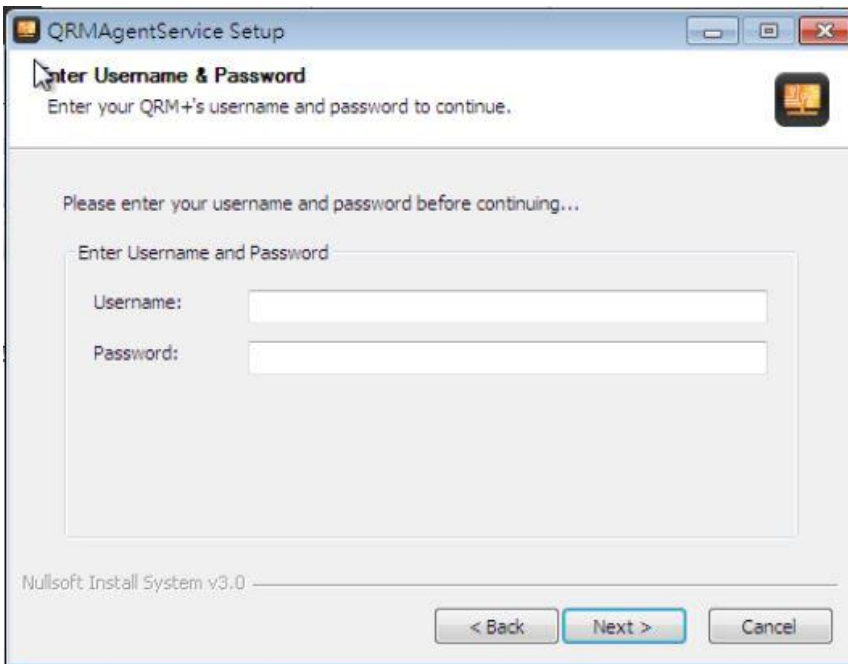 QRMAgentService Setup
Enter Username & Password
Enter your QRM+'s username and password to continue.
Please enter your username and password before continuing...
Enter Username and Password
Username:
Password:
Nullsoft Install System v3.0
< Back
Next >
Cancel